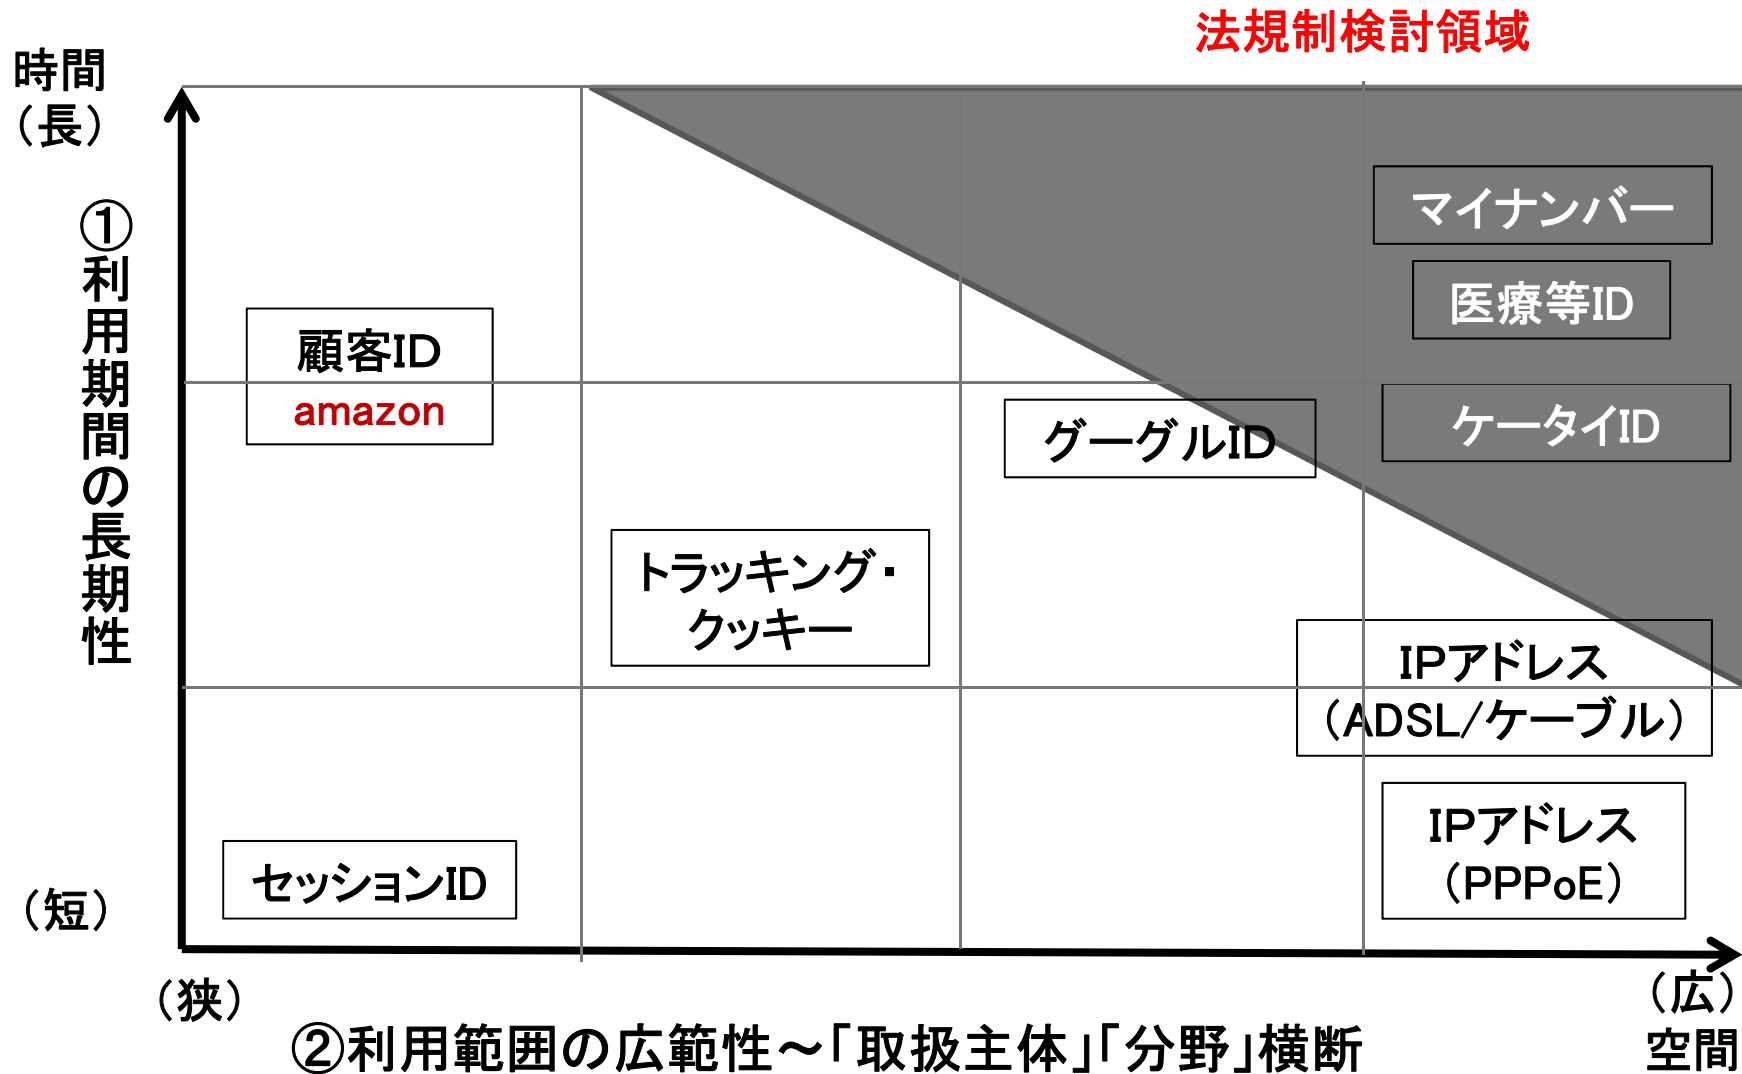 法規制検討領域
時間
（長）
①利用期間の長期性
マイナンバー
医療等ID
顧客ID
amazon
グーグルID
ケータイID
トラッキング・
クッキー
IPアドレス
（ADSL/ケーブル）
IPアドレス
（PPPoE）
セッションID
（短）
（狭）
（広）
空間
②利用範囲の広範性～「取扱主体」「分野」横断